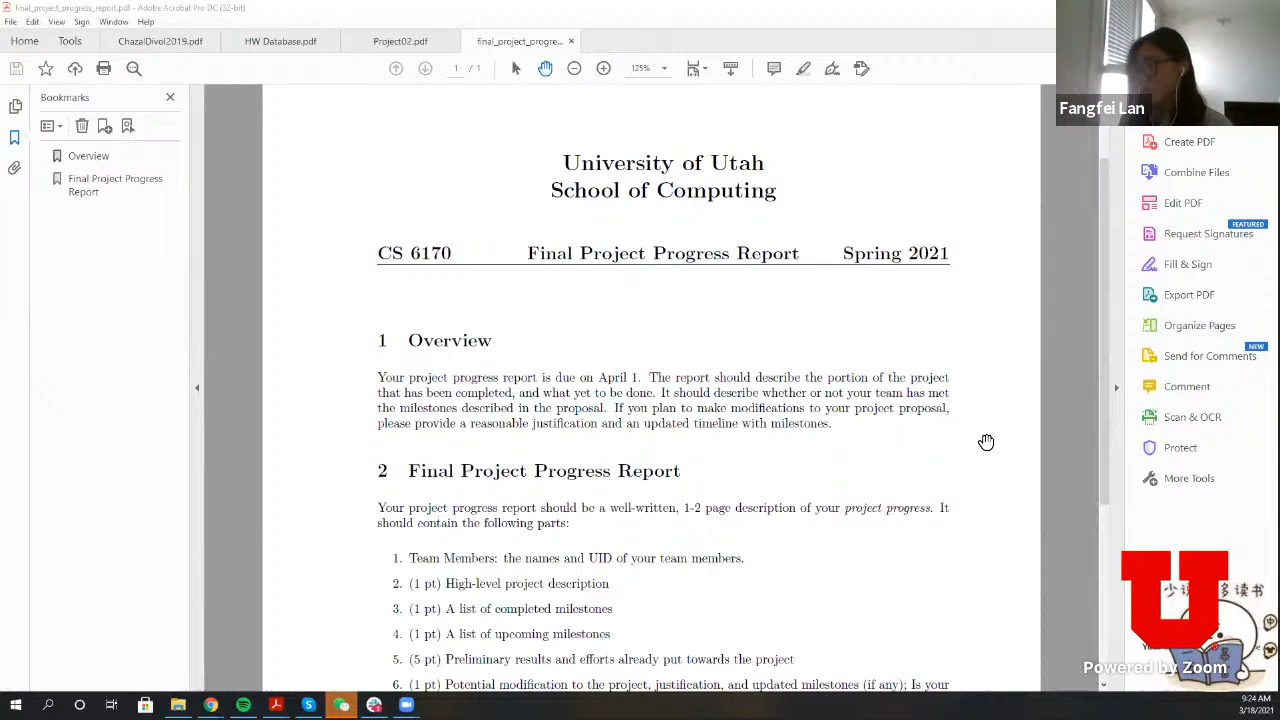 final_project_progress_report.pdf - Adobe Acrobat Pro DC (32-bit)
File Edit View Sign Window Help
Home Tools ChazalDivol2019.pdf HW Database.pdf Project02.pdf final_project_progre...
1 / 1 125%
Bookmarks
Overview
Final Project Progress
Report
University of Utah
School of Computing
CS 6170 Final Project Progress Report Spring 2021
1 Overview
Your project progress report is due on April 1. The report should describe the portion of the project
that has been completed, and what yet to be done. It should describe whether or not your team has met
the milestones described in the proposal. If you plan to make modifications to your project proposal,
please provide a reasonable justification and an updated timeline with milestones.
2 Final Project Progress Report
Your project progress report should be a well-written, 1-2 page description of your project progress. It
should contain the following parts:
1. Team Members: the names and UID of your team members.
2. (1 pt) High-level project description
3. (1 pt) A list of completed milestones
4. (1 pt) A list of upcoming milestones
5. (5 pt) Preliminary results and efforts already put towards the project
6. (1 pt) Potential modification to the project, justification, and updated milestones (if any); Is your
Fangfei Lan
Create PDF
Combine Files
Edit PDF
FEATURED
Request Signatures
Fill & Sign
Export PDF
Organize Pages
NEW
Send for Comments
Comment
Scan & OCR
Protect
More Tools
U
少 多读书
中
Powered by Zoom
9:24 AM
3/18/2021